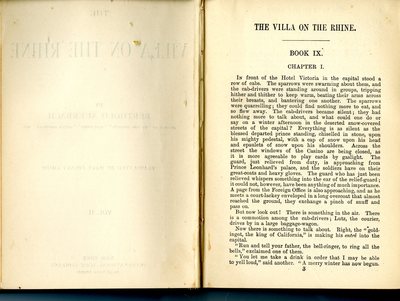 THE VILLA ON THE RHINE.
BOOK IX.
CHAPTER I.
In front of the Hotel Victoria in the capital stood a
row of cabs. The sparrows were swarming about them, and
the cab-drivers were standing around in groups, tripping
hither and thither to keep warm, beating their arms across
their breasts, and bantering one another. The sparrows
were quarrelling; they could find nothing more to eat, and
so flew away. The cab-drivers became silent; they had
nothing more to talk about, and what could one do or
say on a winter afternoon in the deserted snow-covered
streets of the capital? Everything is as silent as the
blessed departed prince standing, chiselled in stone, upon
his mighty pedestal, with a cap of snow upon his head
and epaulets of snow upon his shoulders. Across the
street the windows of the Casino are being closed, as
it is more agreeable to play cards by gaslight. The
guard, just relieved from duty, is approaching from
Prince Leonhard's palace, and the soldiers have on their
great-coats and heavy gloves. The guard who has just been
relieved whispers something into the ear of the relief-guard;
it could not, however, have been anything of much importance.
A page from the Foreign Office is also approaching, and as he
meets a court-lackey enveloped in a long overcoat that almost
reached the ground, they exchange a pinch of snuff and
pass on.
But now look out! There is something in the air. There
is a commotion among the cab-drivers; Lutz, the courier,
drives by in a large baggage-wagon.
Now there is something to talk about. Right, the "gold-
ingot, the king of California," is making his entré into the
capital.
"Run and tell your father, the bell-ringer, to ring all the
bells," exclaimed one of them.
"You let me take a drink in order that I may be able
to yell loud," said another. "A merry winter has now begun
3